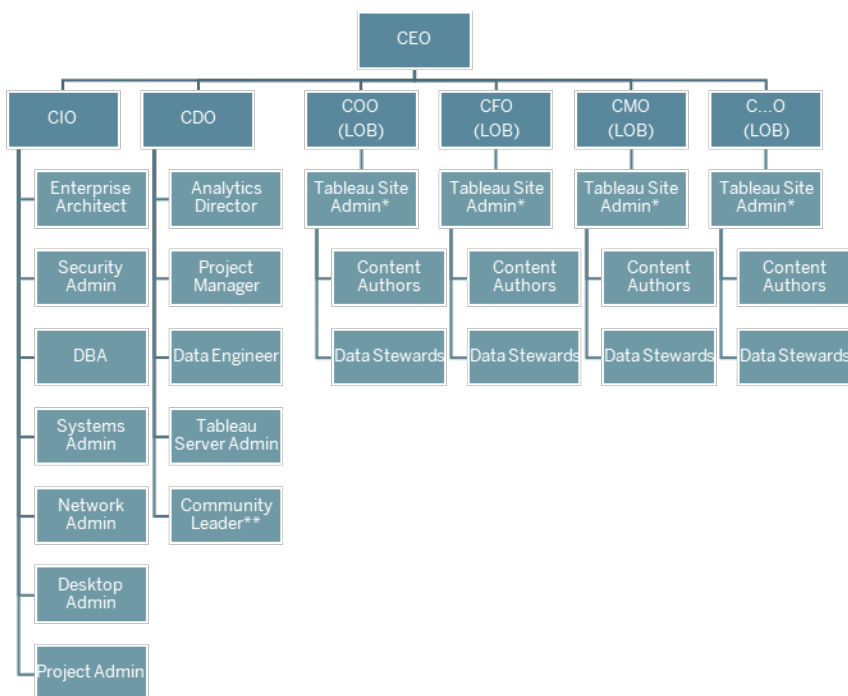 CEO
CIO
CDO
COO
(LOB)
CFO
(LOB)
CMO
(LOB)
C...O
(LOB)
Enterprise
Architect
Security
Admin
DBA
Systems
Admin
Network
Admin
Desktop
Admin
Project Admin
Analytics
Director
Project
Manager
Data Engineer
Tableau
Server Admin
Community
Leader**
Tableau Site
Admin*
Content
Authors
Data Stewards
Tableau Site
Admin*
Content
Authors
Data Stewards
Tableau Site
Admin*
Content
Authors
Data Stewards
Tableau Site
Admin*
Content
Authors
Data Stewards